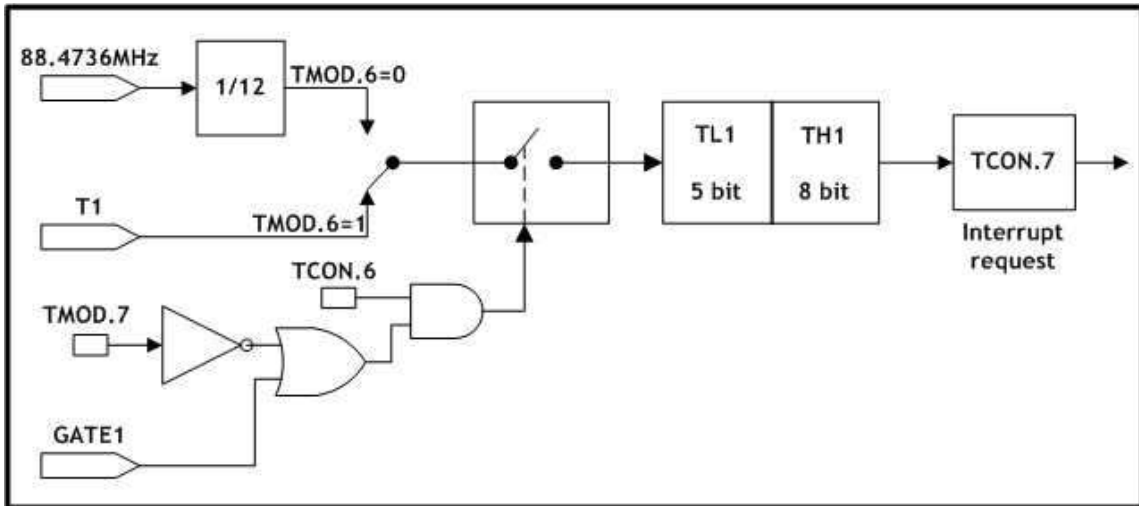 88.4736MHz
1/12
TMOD.6=0
T1
TMOD.6=1
TL1
5 bit
TH1
8 bit
TCON.7
Interrupt
request
TCON.6
TMOD.7
GATE1